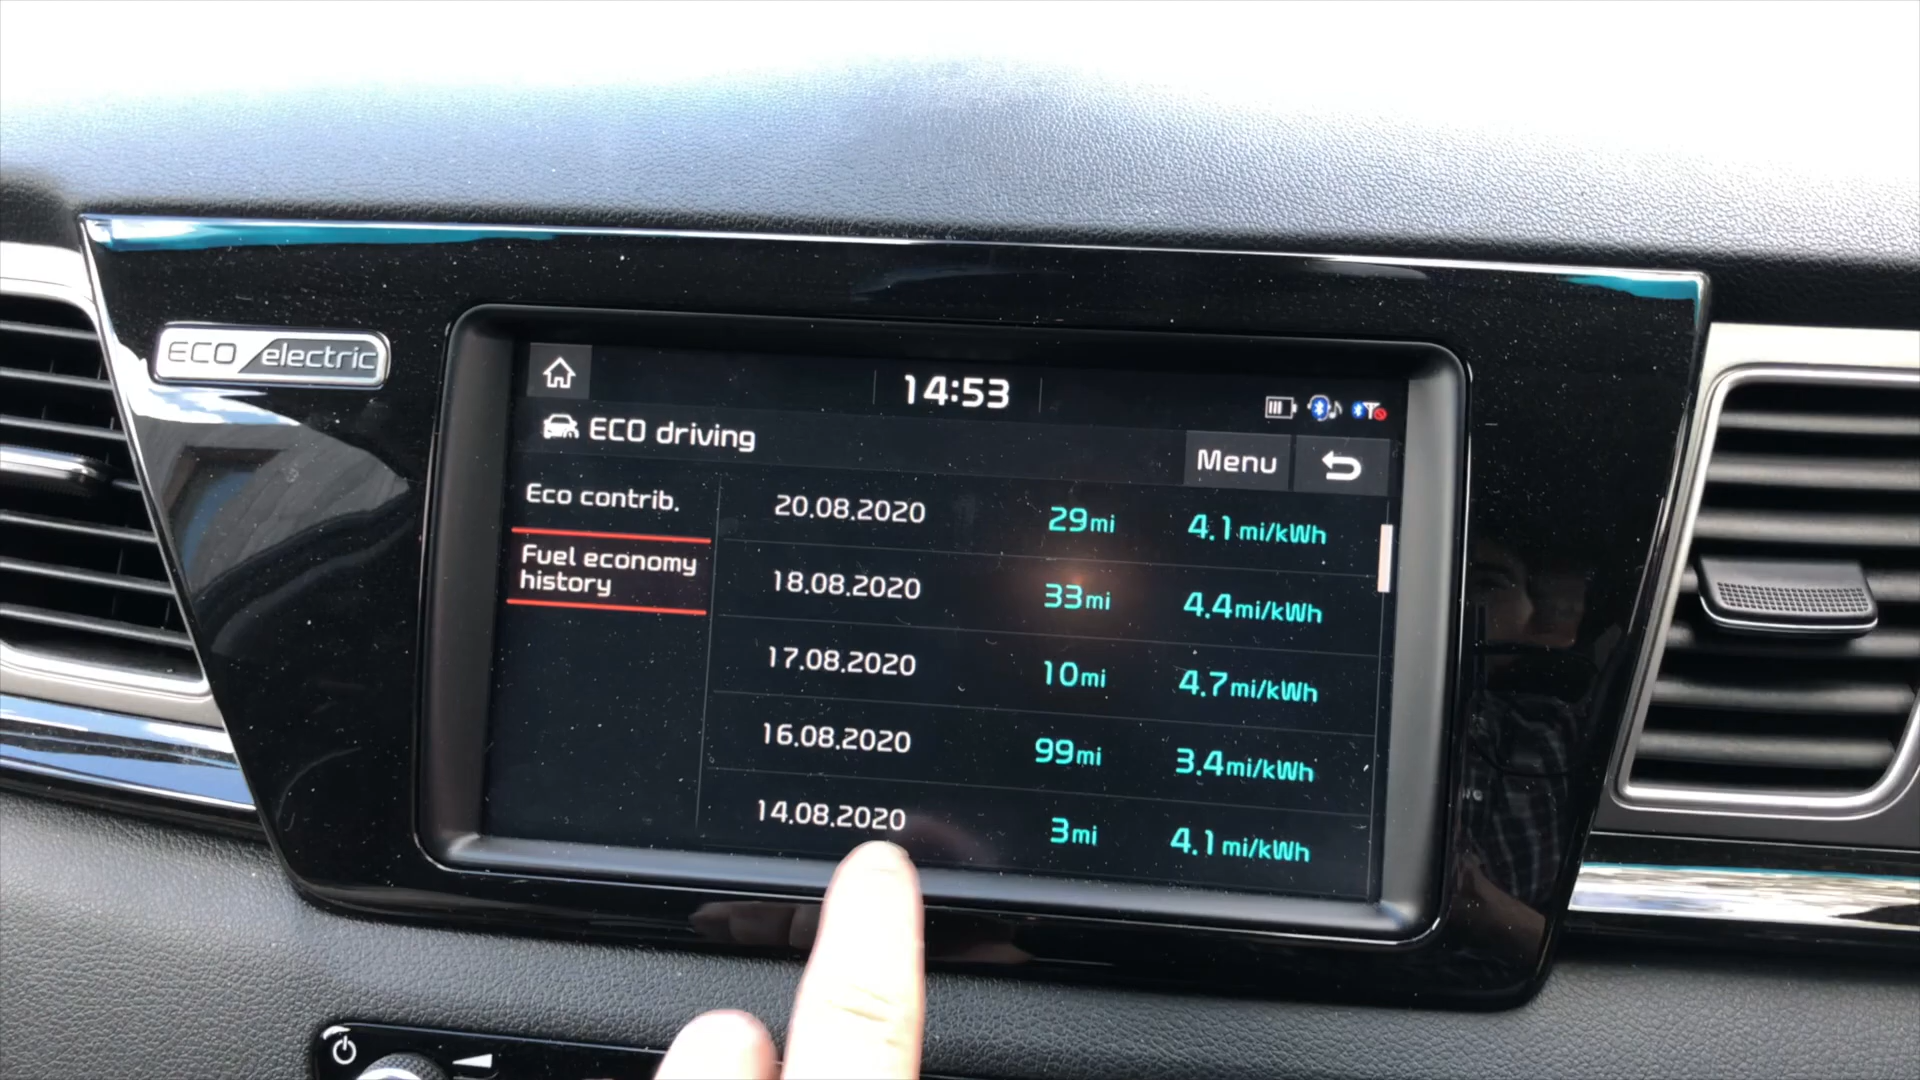 ECO electric
14:53
ECO driving
Menu
Eco contrib.
Fuel economy
history
20.08.2020 29mi 4.1mi/kWh
18.08.2020 33mi 4.4mi/kWh
17.08.2020 10mi 4.7mi/kWh
16.08.2020 99mi 3.4mi/kWh
14.08.2020 3mi 4.1mi/kWh